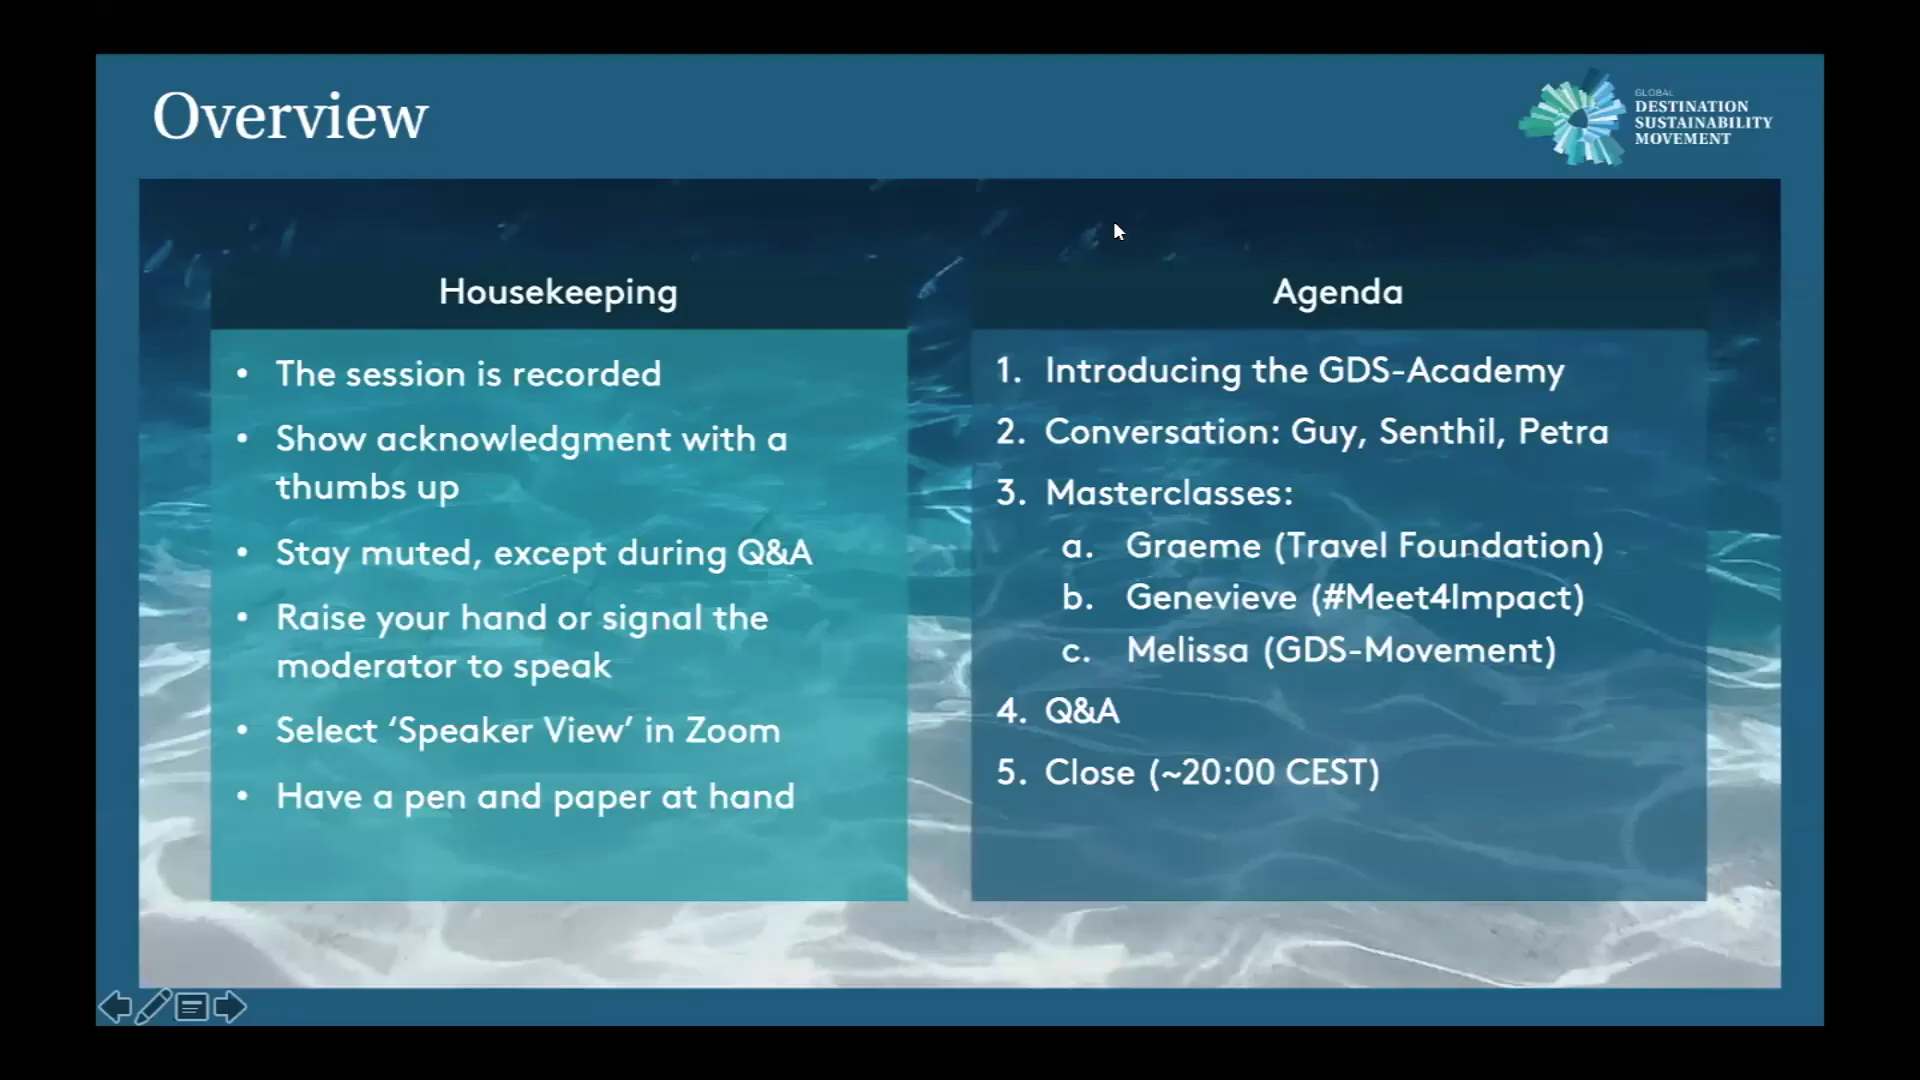 Overview
GLOBAL
DESTINATION
SUSTAINABILITY
MOVEMENT
Housekeeping
• The session is recorded
• Show acknowledgment with a
thumbs up
• Stay muted, except during Q&A
• Raise your hand or signal the
moderator to speak
• Select ‘Speaker View’ in Zoom
• Have a pen and paper at hand
Agenda
1. Introducing the GDS-Academy
2. Conversation: Guy, Senthil, Petra
3. Masterclasses:
a. Graeme (Travel Foundation)
b. Genevieve (#Meet4Impact)
c. Melissa (GDS-Movement)
4. Q&A
5. Close (~20:00 CEST)